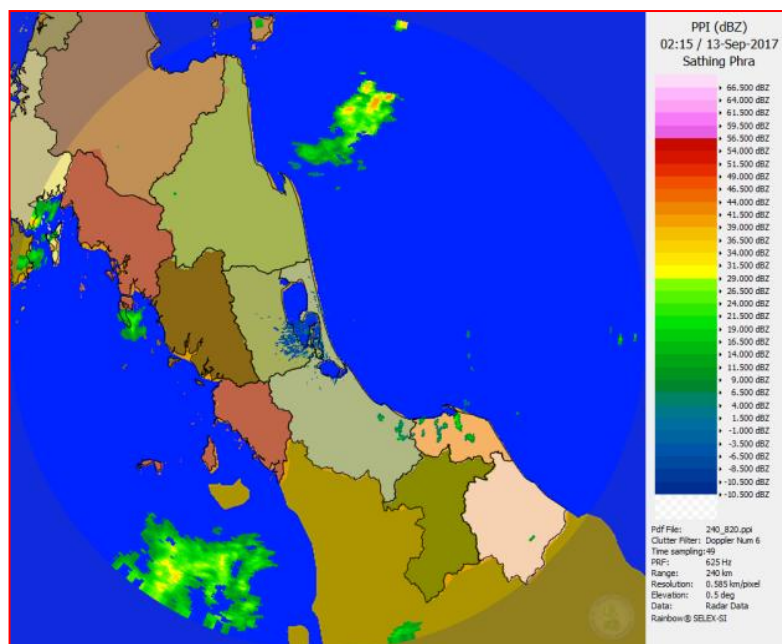 PPI (dBZ)
02:15 / 13-Sep-2017
Sathing Phra
66.500 dBZ
64.000 dBZ
61.500 dBZ
59.500 dBZ
56.500 dBZ
54.000 dBZ
51.500 dBZ
49.000 dBZ
46.500 dBZ
44.000 dBZ
41.500 dBZ
39.000 dBZ
36.500 dBZ
34.000 dBZ
31.500 dBZ
29.000 dBZ
26.500 dBZ
24.000 dBZ
21.500 dBZ
19.000 dBZ
16.500 dBZ
14.000 dBZ
11.500 dBZ
9.000 dBZ
6.500 dBZ
4.000 dBZ
1.500 dBZ
-1.000 dBZ
-3.500 dBZ
-6.500 dBZ
-8.500 dBZ
-10.500 dBZ
-10.500 dBZ
Pdf File: 240_820.ppi
Clutter Filter: Doppler Num 6
Time sampling: 49
PRF: 625 Hz
Range: 240 km
Resolution: 0.585 km/pixel
Elevation: 0.5 deg
Data: Radar Data
Rainbow® SELEX-SI